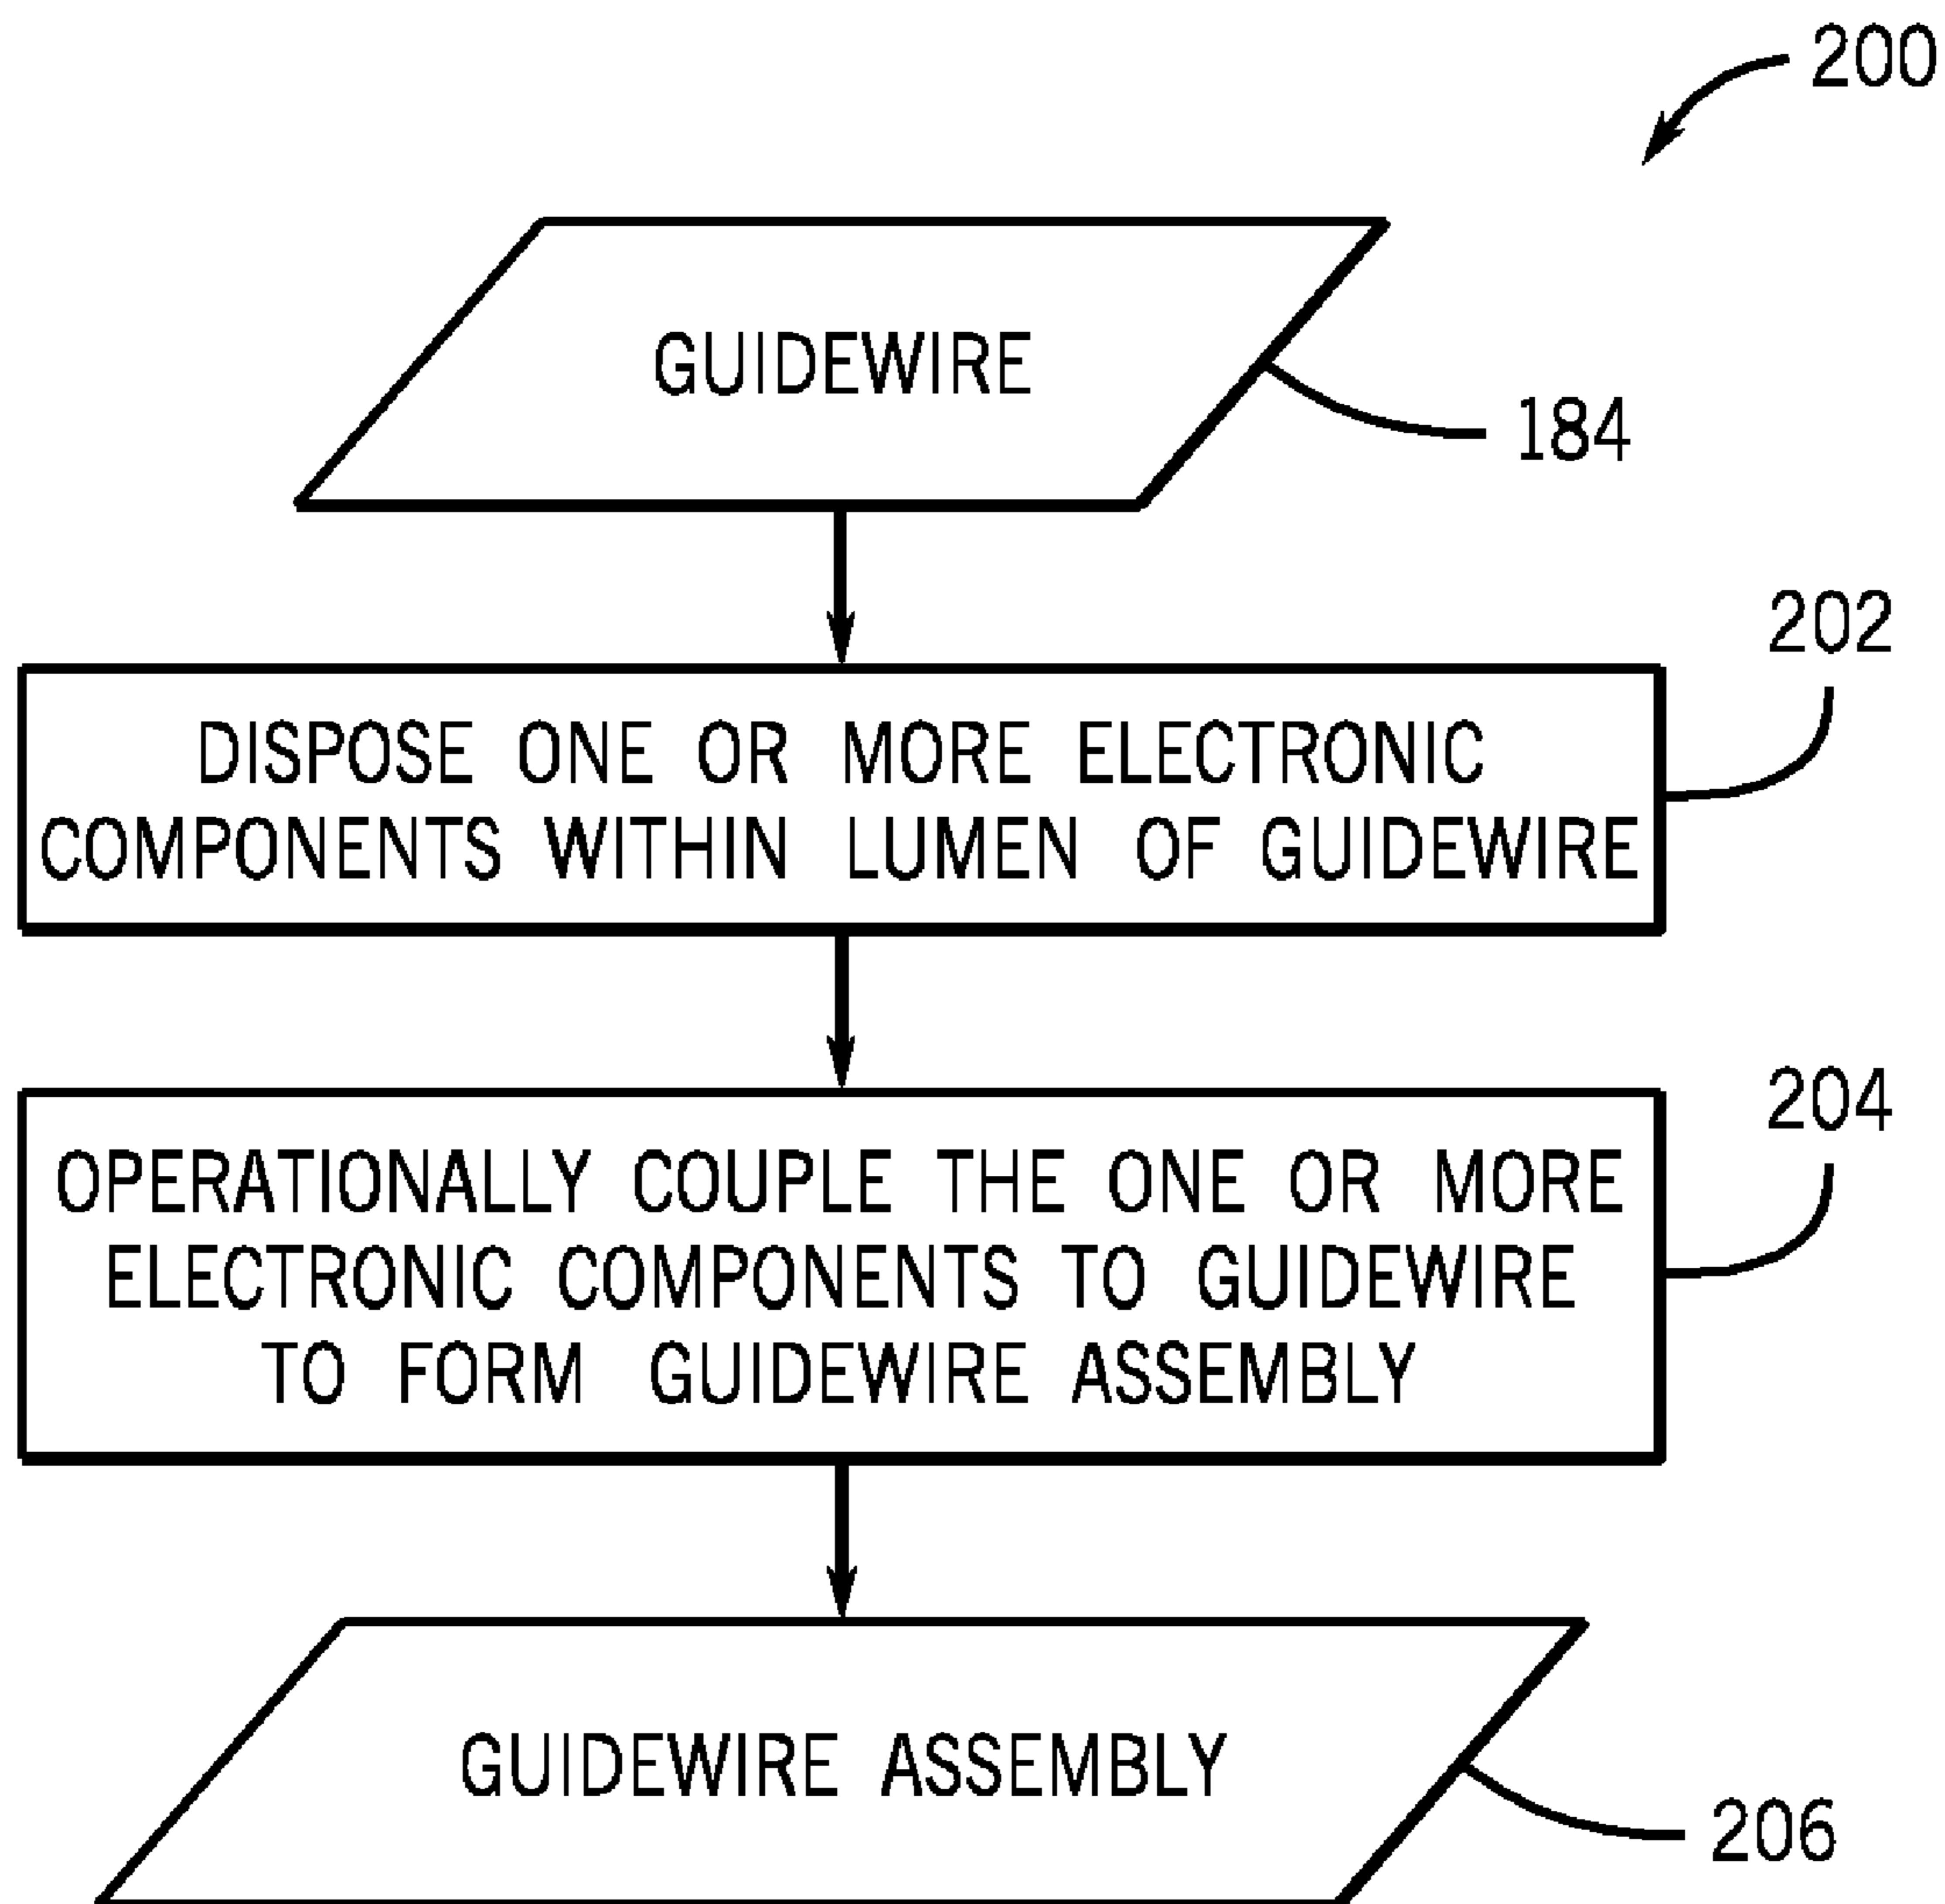 200
GUIDEWIRE
184
202
DISPOSE ONE OR MORE ELECTRONIC
COMPONENTS WITHIN LUMEN OF GUIDEWIRE
204
OPERATIONALLY COUPLE THE ONE OR MORE
ELECTRONIC COMPONENTS TO GUIDEWIRE
TO FORM GUIDEWIRE ASSEMBLY
GUIDEWIRE ASSEMBLY
206